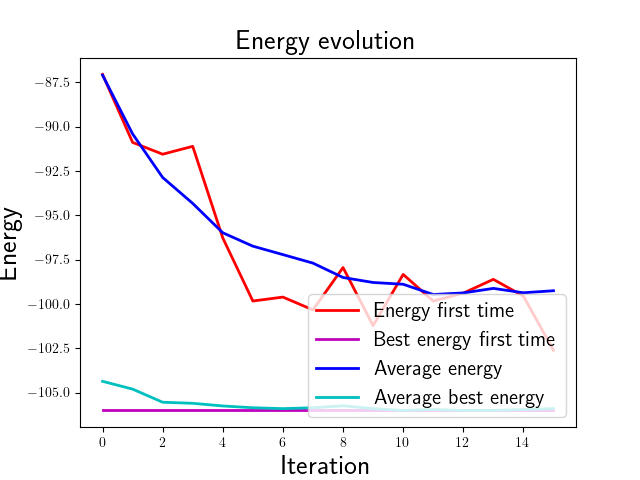 Energy evolution
Energy
−87.5
−90.0
−92.5
−95.0
−97.5
−100.0
−102.5
−105.0
Energy first time
Best energy first time
Average energy
Average best energy
0 2 4 6 8 10 12 14
Iteration